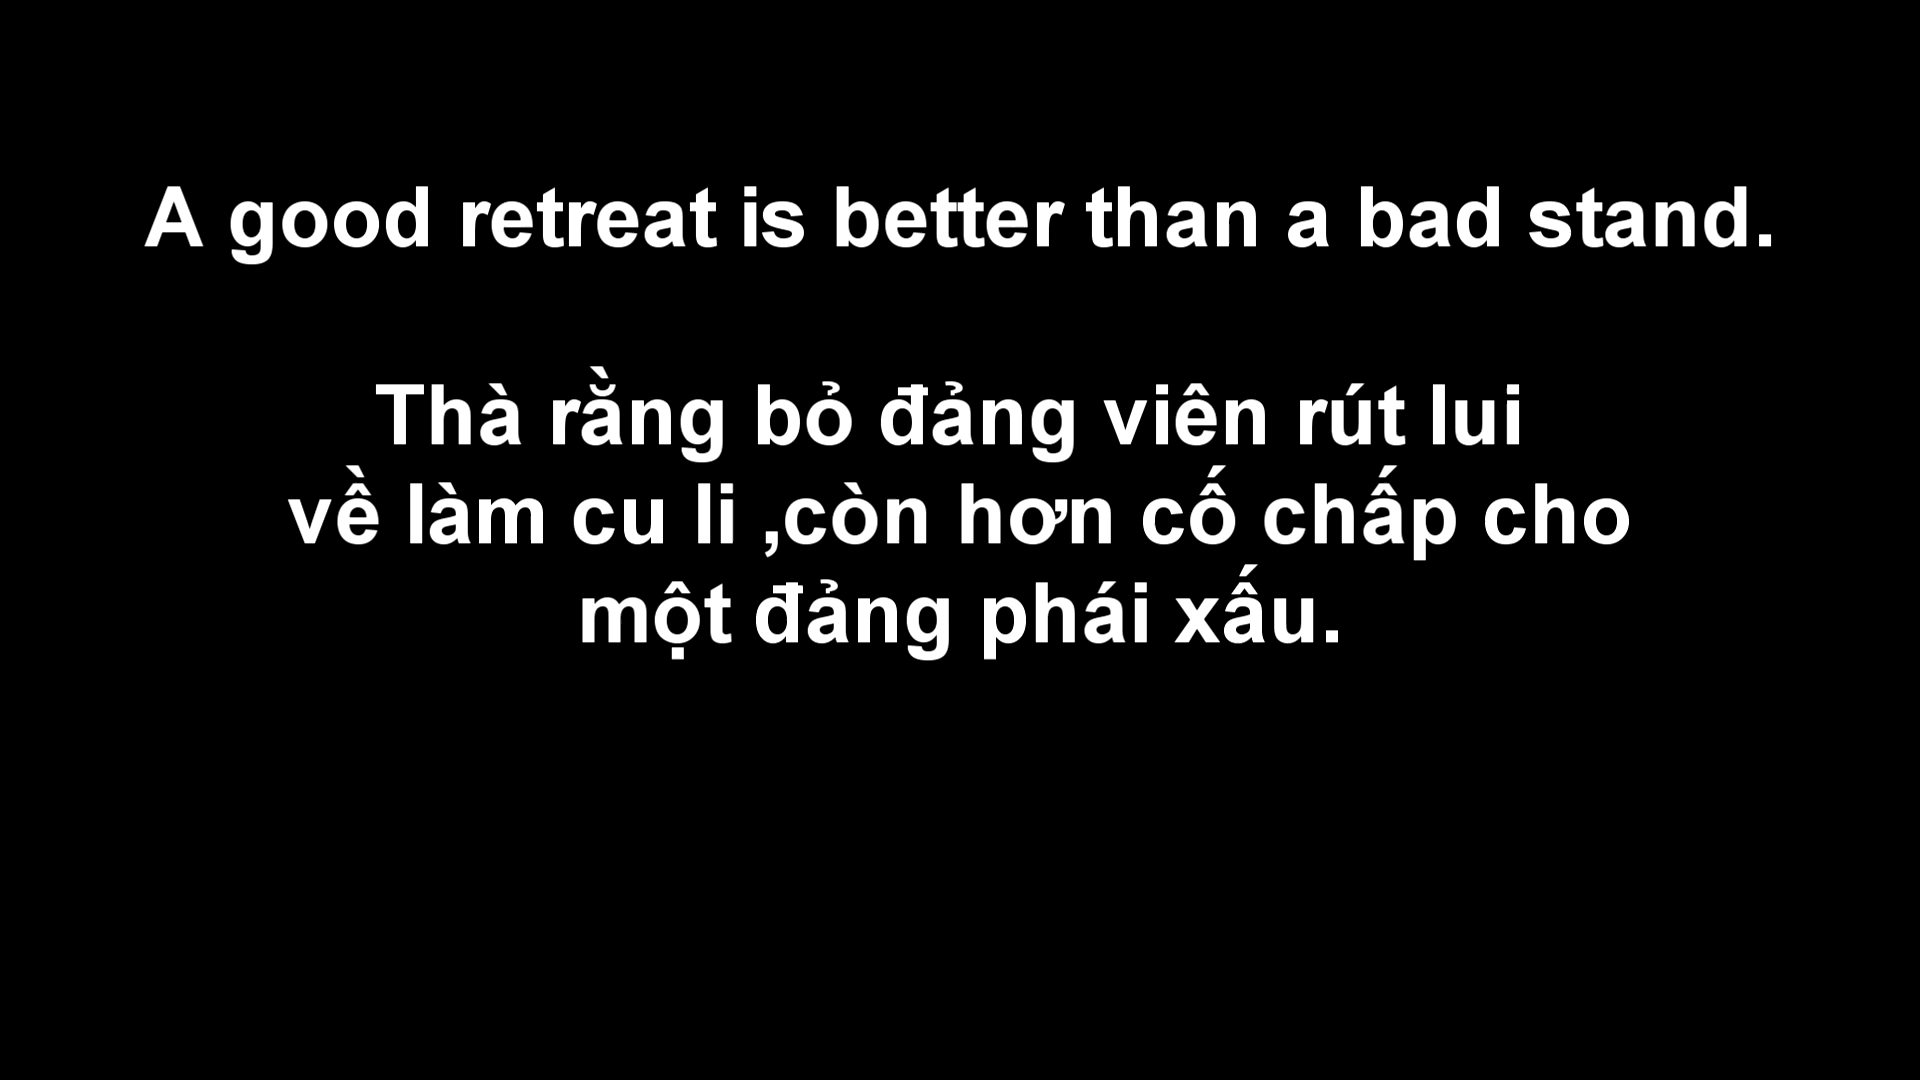 A good retreat is better than a bad stand.
Thà rằng bỏ đảng viên rút lui
về làm cu li ,còn hơn cố chấp cho
một đảng phái xấu.